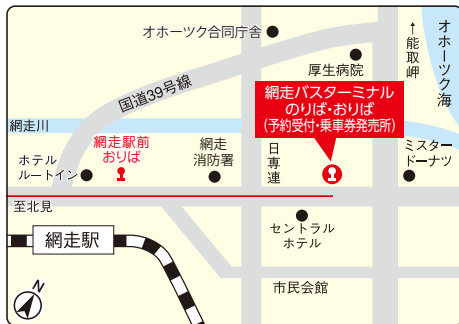 オホーツク合同庁舎
↑能取岬
オホーツク海
厚生病院
国道39号線
網走バスターミナル
のりば・おりば
(予約受付・乗車券発売所)
網走川
網走駅前
おりば
網走
消防署
日専連
ミスター
ドーナツ
ホテル
ルートイン
至北見
セントラル
ホテル
網走駅
市民会館
N